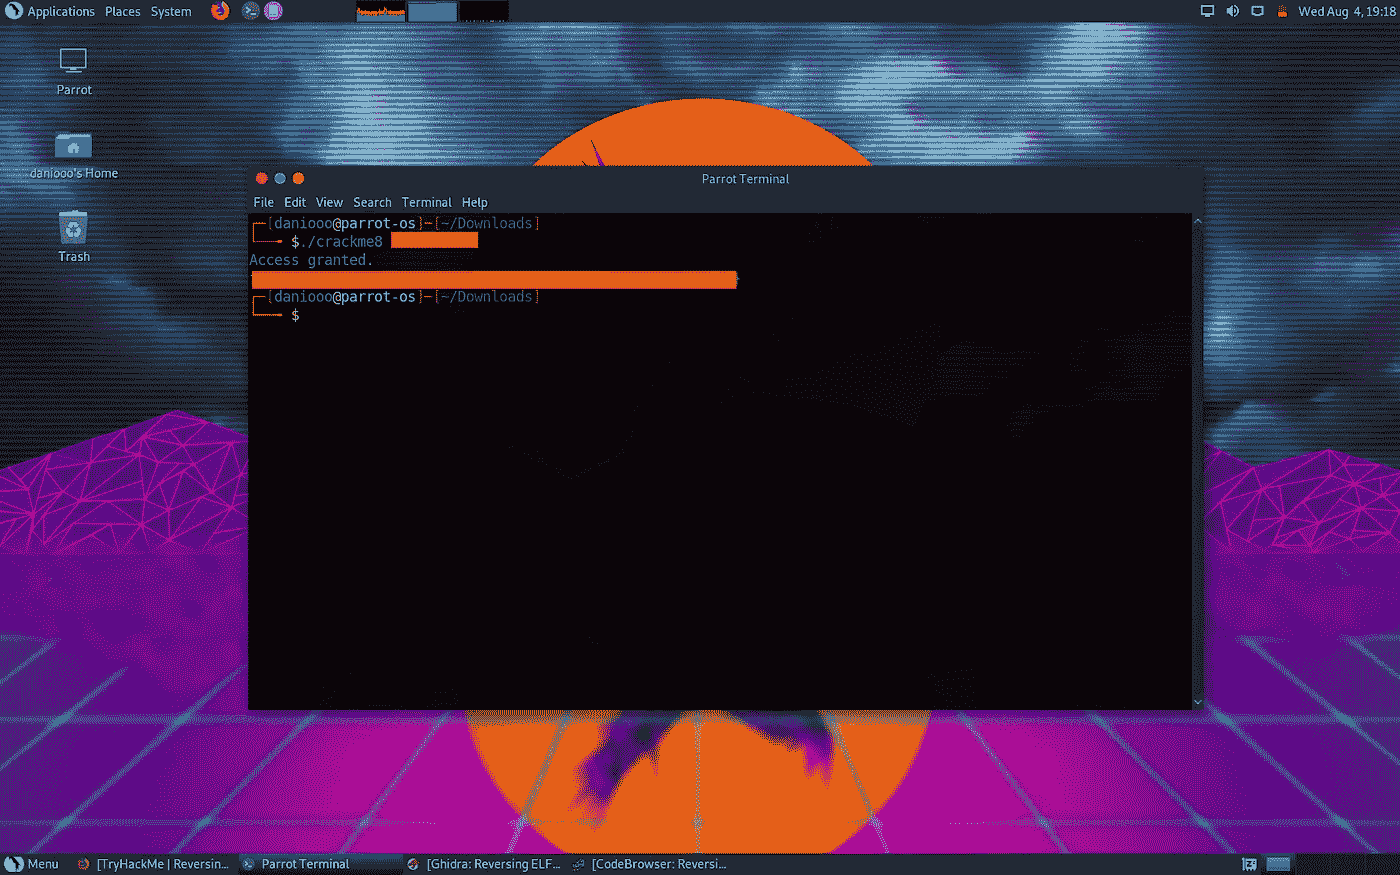 Applications Places System
Wed Aug 4, 19:18
Parrot
daniooo's Home
Trash
Parrot Terminal
File Edit View Search Terminal Help
[daniooo@parrot-os]-[~/Downloads]
$./crackme8
Access granted.
[daniooo@parrot-os]-[~/Downloads]
$
Menu [TryHackMe | Reversin... Parrot Terminal [Ghidra: Reversing ELF... [CodeBrowser: Reversi...